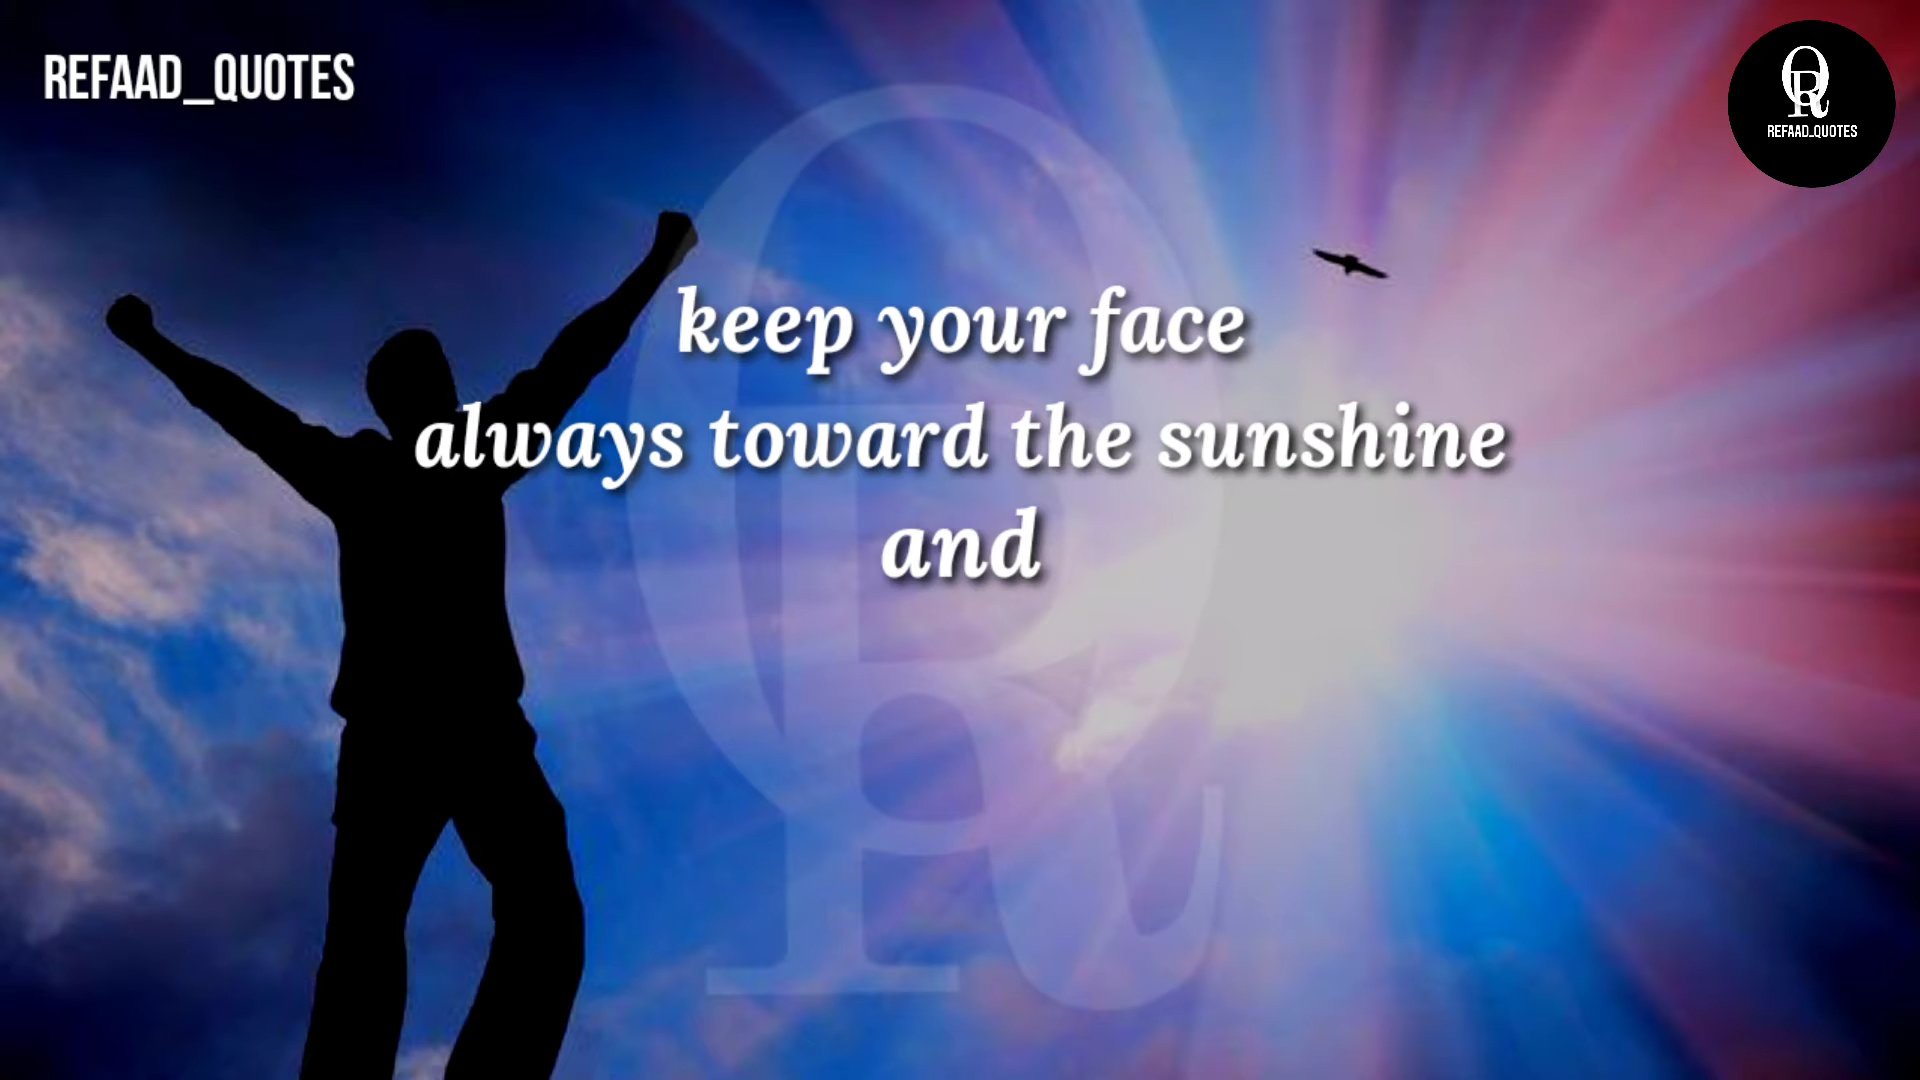 REFAAD_QUOTES
REFAAD_QUOTES
keep your face
always toward the sunshine
and